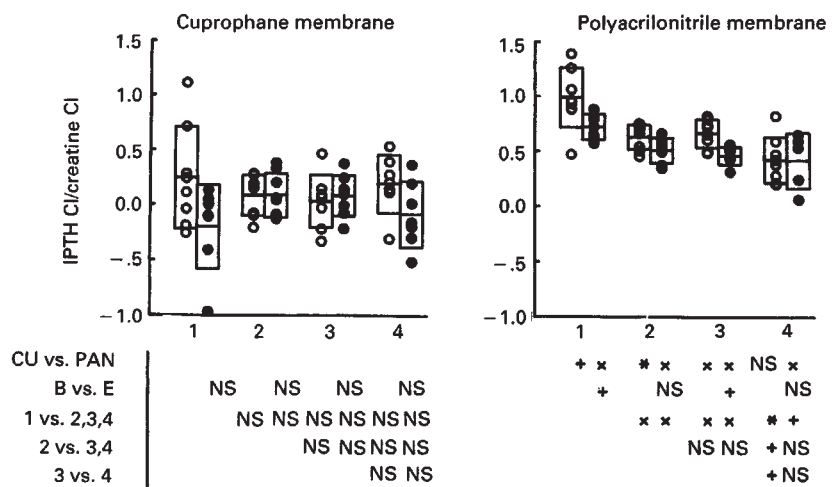 Cuprophane membrane
Polyacrilonitrile membrane
IPTH Cl/creatine Cl
1.5
1.0
0.5
0.0
−.5
−1.0
1 2 3 4
1.5
1.0
0.5
0.0
−.5
−1.0
1 2 3 4
CU vs. PAN + × * × × × NS ×
B vs. E NS NS NS NS + NS + NS
1 vs. 2,3,4 NS NS NS NS NS NS × × × × * +
2 vs. 3,4 NS NS NS NS NS NS + NS
3 vs. 4 NS NS + NS